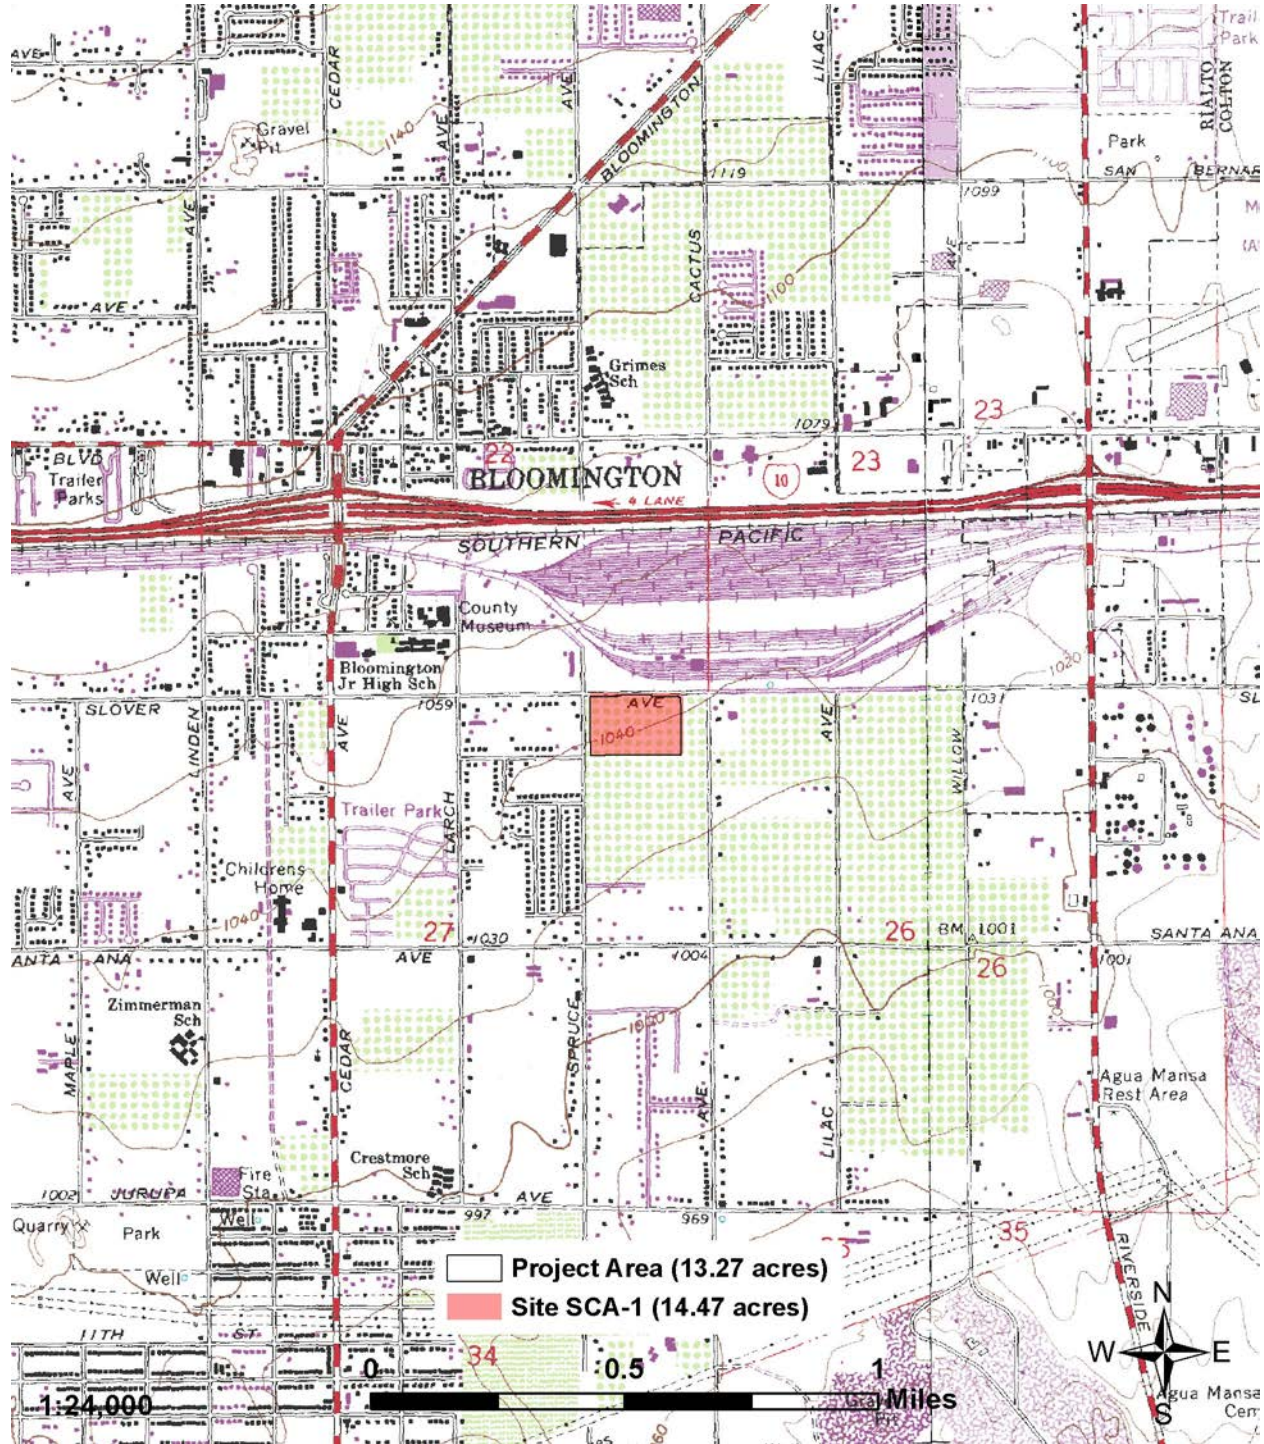 AVE
CEDAR
AVE
AVE
BLOOMINGTON
LILAC
Trail
Park
RIALTO
COLTON
Gravel
Pit
1140
1119
1100
Park
SAN BERNAR
1099
AVE
CACTUS
AVE
AVE
1100
Grimes
Sch
1079
23
22
23
BLVD
Trailer
Parks
BLOOMINGTON
10
4 LANE
SOUTHERN PACIFIC
County
Museum
Bloomington
Jr High Sch
1020
SLOVER
1059
AVE
1031
SL
LINDEN
AVE
1040
AVE
WILLOW
AVE
Trailer Park
LARCH
Childrens
Home
1040
27
1030
26
BM 1001
SANTA ANA
ANTA ANA
AVE
1004
26
1001
Zimmerman
Sch
1000
1000
SPRUCE
MAPLE
CEDAR
AVE
LILAC
Agua Mansa
Rest Area
Crestmore
Sch
Fire
Sta
1002
JURUPA
AVE
Quarry
Park
Well
997
969
35
Well
RIVERSIDE
Project Area (13.27 acres)
Site SCA-1 (14.47 acres)
N
W
E
S
11TH ST
34
0
0.5
1
Miles
1:24,000
Agua Mansa
Cem
Pit